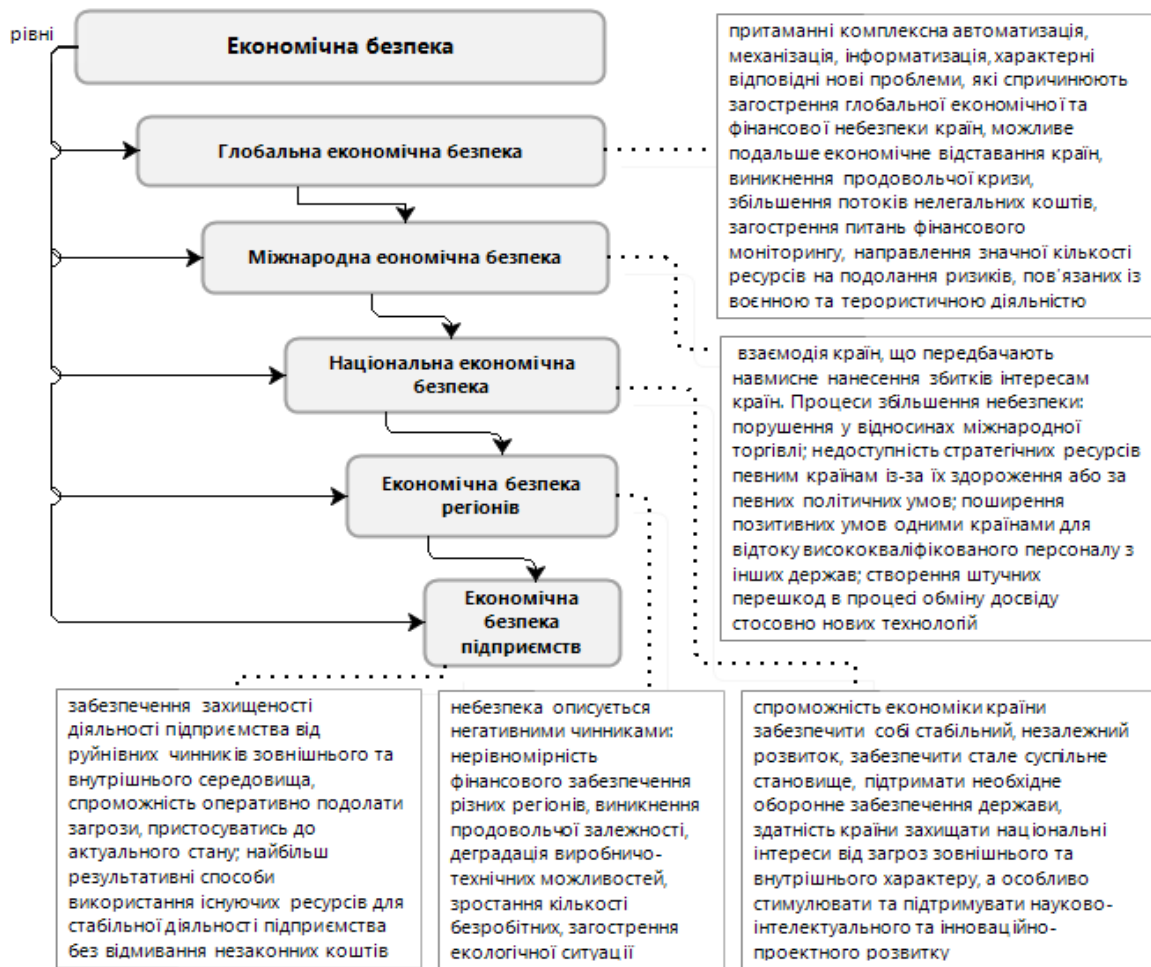 рівні
Економічна безпека
Глобальна економічна безпека
Міжнародна еономічна безпека
Національна економічна
безпека
Економічна безпека
регіонів
Економічна
безпека
підприємств
притаманні комплексна автоматизація,
механізація, інформатизація, характерні
відповідні нові проблеми, які спричинюють
загострення глобальної економічної та
фінансової небезпеки країн, можливе
подальше економічне відставання країн,
виникнення продовольчої кризи,
збільшення потоків нелегальних коштів,
загострення питань фінансового
моніторингу, направлення значної кількості
ресурсів на подолання ризиків, пов'язаних із
воєнною та терористичною діяльністю
взаємодія країн, що передбачають
навмисне нанесення збитків інтересам
країн. Процеси збільшення небезпеки:
порушення у відносинах міжнародної
торгівлі; недоступність стратегічних ресурсів
певним країнам із-за їх здороження або за
певних політичних умов; поширення
позитивних умов одними країнами для
відтоку висококваліфікованого персоналу з
інших держав; створення штучних
перешкод в процесі обміну досвіду
стосовно нових технологій
забезпечення захищеності
діяльності підприємства від
руйнівних чинників зовнішнього та
внутрішнього середовища,
спроможність оперативно подолати
загрози, пристосуватись до
актуального стану; найбільш
результативні способи
використання існуючих ресурсів для
стабільної діяльності підприємства
без відмивання незаконних коштів
небезпека описується
негативними чинниками:
нерівномірність
фінансового забезпечення
різних регіонів, виникнення
продовольчої залежності,
деградація виробничо-
технічних можливостей,
зростання кількості
безробітних, загострення
екологічної ситуації
спроможність економіки країни
забезпечити собі стабільний, незалежний
розвиток, забезпечити стале суспільне
становище, підтримати необхідне
оборонне забезпечення держави,
здатність країни захищати національні
інтереси від загроз зовнішнього та
внутрішнього характеру, а особливо
стимулювати та підтримувати науково-
інтелектуального та інноваційно-
проектного розвитку